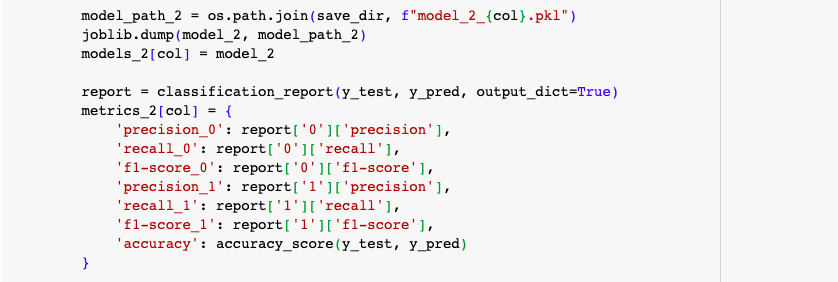 model_path_2 = os.path.join(save_dir, f"model_2_{col}.pkl")
joblib.dump(model_2, model_path_2)
models_2[col] = model_2
report = classification_report(y_test, y_pred, output_dict=True)
metrics_2[col] = {
'precision_0': report['0']['precision'],
'recall_0': report['0']['recall'],
'f1-score_0': report['0']['f1-score'],
'precision_1': report['1']['precision'],
'recall_1': report['1']['recall'],
'f1-score_1': report['1']['f1-score'],
'accuracy': accuracy_score(y_test, y_pred)
}